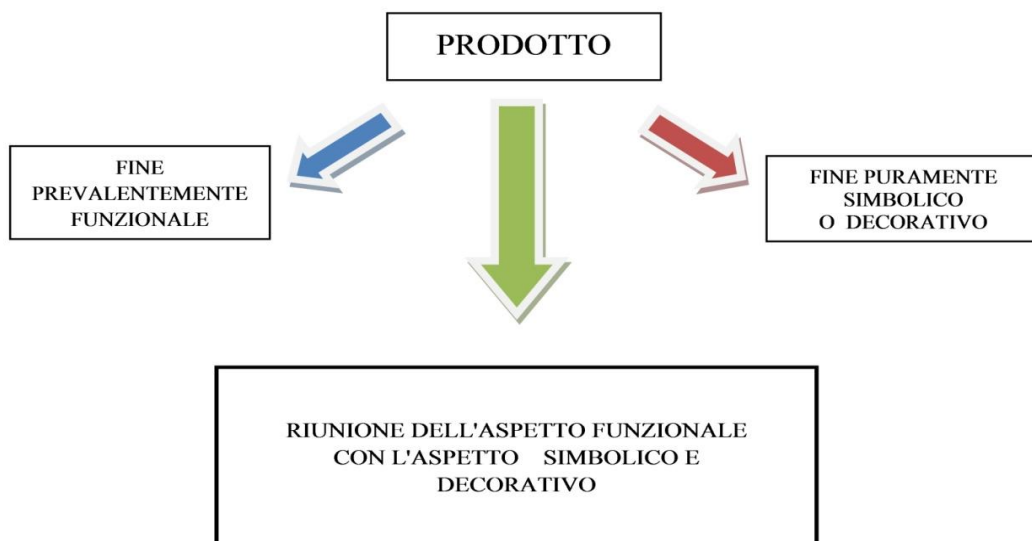 PRODOTTO
FINE
PREVALENTEMENTE
FUNZIONALE
FINE PURAMENTE
SIMBOLICO
O DECORATIVO
RIUNIONE DELL'ASPETTO FUNZIONALE
CON L'ASPETTO SIMBOLICO E
DECORATIVO